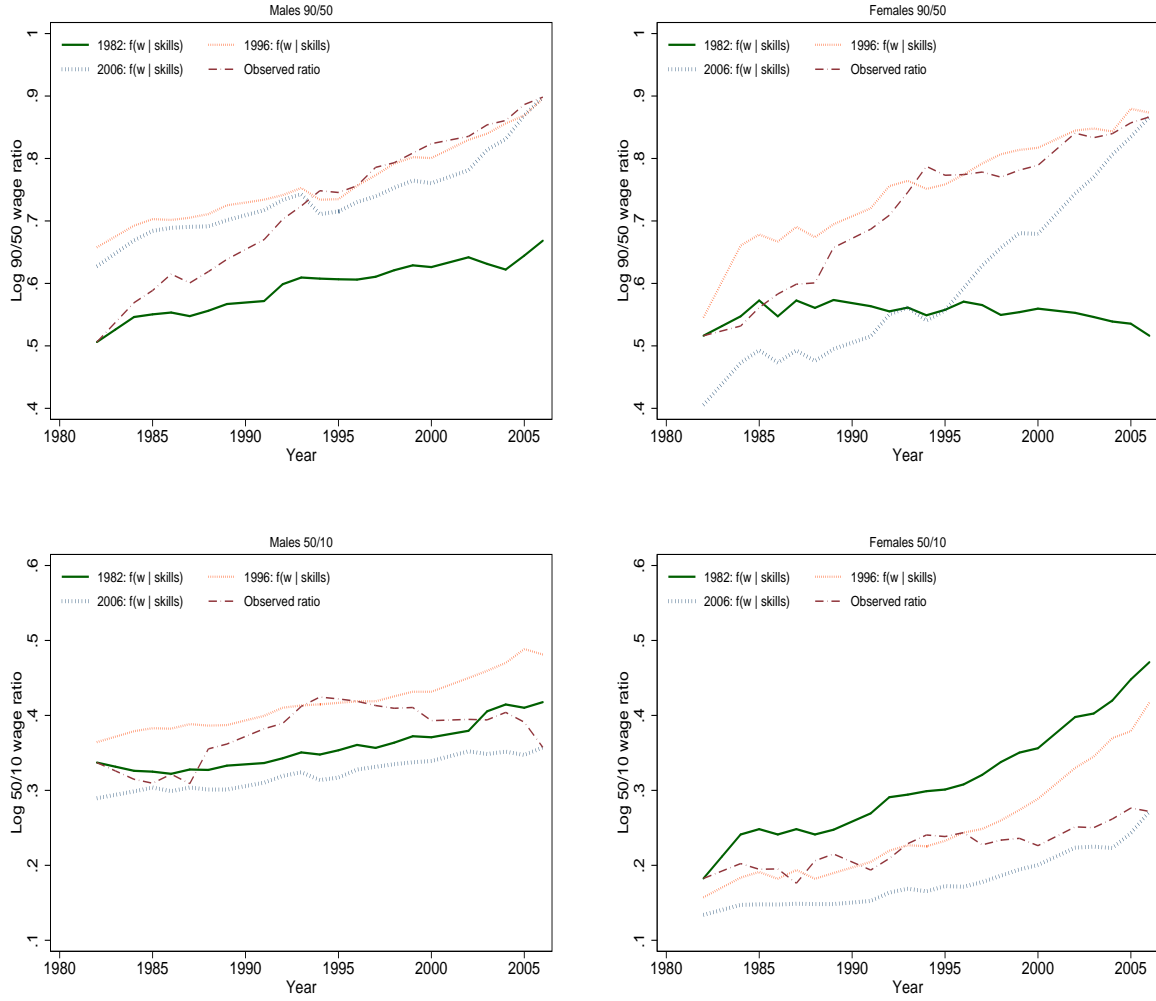 Males 90/50
1982: f(w | skills) 1996: f(w | skills)
2006: f(w | skills) Observed ratio
Log 90/50 wage ratio
1
.9
.8
.7
.6
.5
.4
1980 1985 1990 1995 2000 2005
Year
Females 90/50
1982: f(w | skills) 1996: f(w | skills)
2006: f(w | skills) Observed ratio
Log 90/50 wage ratio
1
.9
.8
.7
.6
.5
.4
1980 1985 1990 1995 2000 2005
Year
Males 50/10
1982: f(w | skills) 1996: f(w | skills)
2006: f(w | skills) Observed ratio
Log 50/10 wage ratio
.6
.5
.4
.3
.2
.1
1980 1985 1990 1995 2000 2005
Year
Females 50/10
1982: f(w | skills) 1996: f(w | skills)
2006: f(w | skills) Observed ratio
Log 50/10 wage ratio
.6
.5
.4
.3
.2
.1
1980 1985 1990 1995 2000 2005
Year